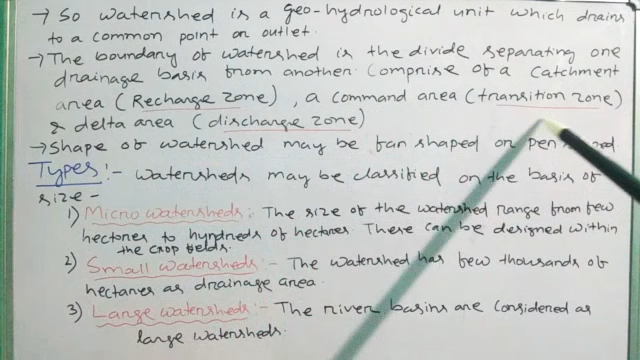 → So watershed is a geo-hydrological unit which drains
to a common point or outlet.
→ The boundary of watershed is the divide separating one
drainage basis from another. Comprise of a catchment
area (Recharge zone), a command area (transition zone)
& delta area (discharge zone)
→ Shape of watershed may be fan shaped or
Types:- Watersheds may be classified on the basis of
size -
1) Micro watersheds: The size of the watershed range from few
hectares to hundreds of hectares. These can be designed within
the crop fields.
2) Small watersheds:- The watershed has few thousands of
hectares as drainage area.
3) Large watersheds:- The river basins are considered as
large watersheds.